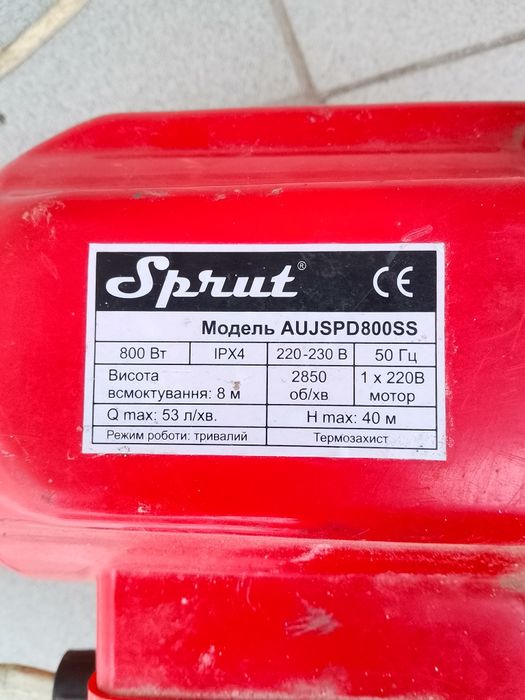 Sprut®
CE
Модель AUJSPD800SS
800 Вт IPX4 220-230 В 50 Гц
Висота всмоктування: 8 м
2850 об/хв
1 x 220В мотор
Q max: 53 л/хв. H max: 40 м
Режим роботи: тривалий Термозахист